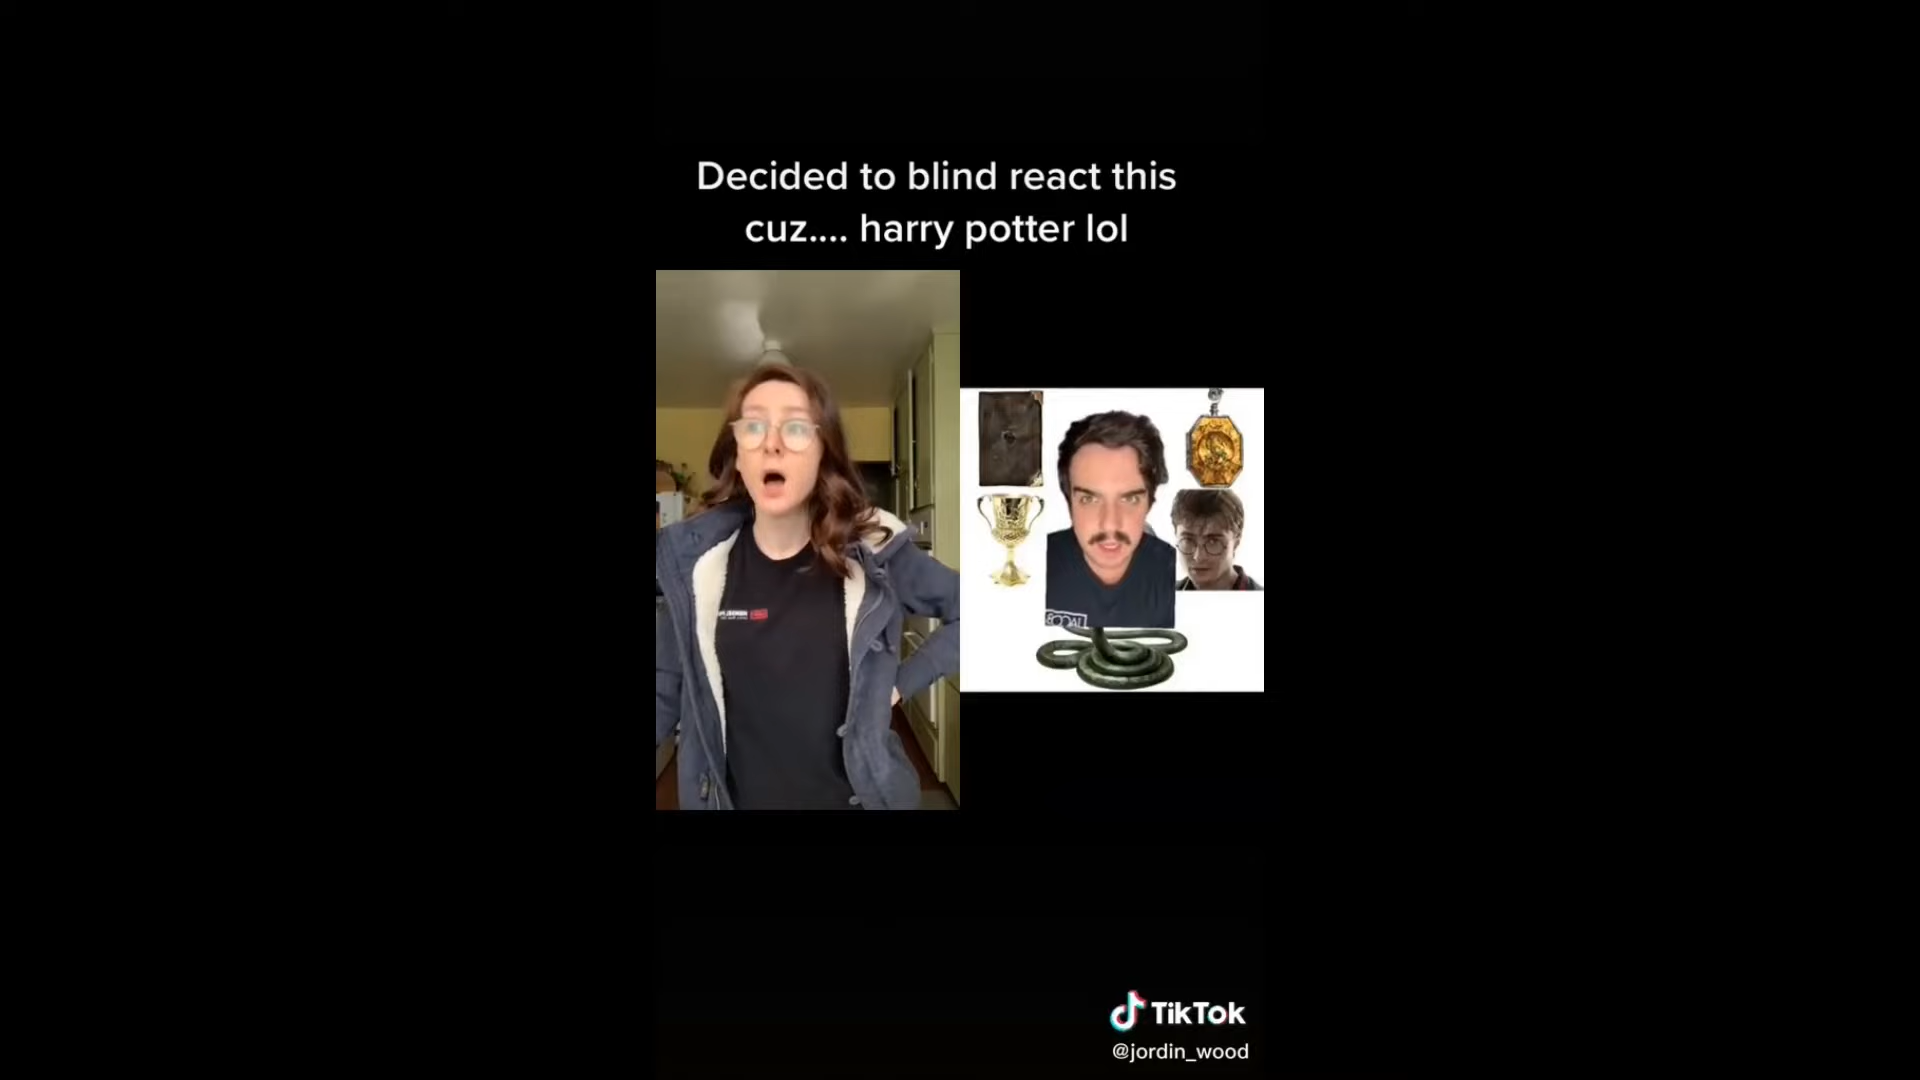 Decided to blind react this
cuz.... harry potter lol
TikTok
@jordin_wood